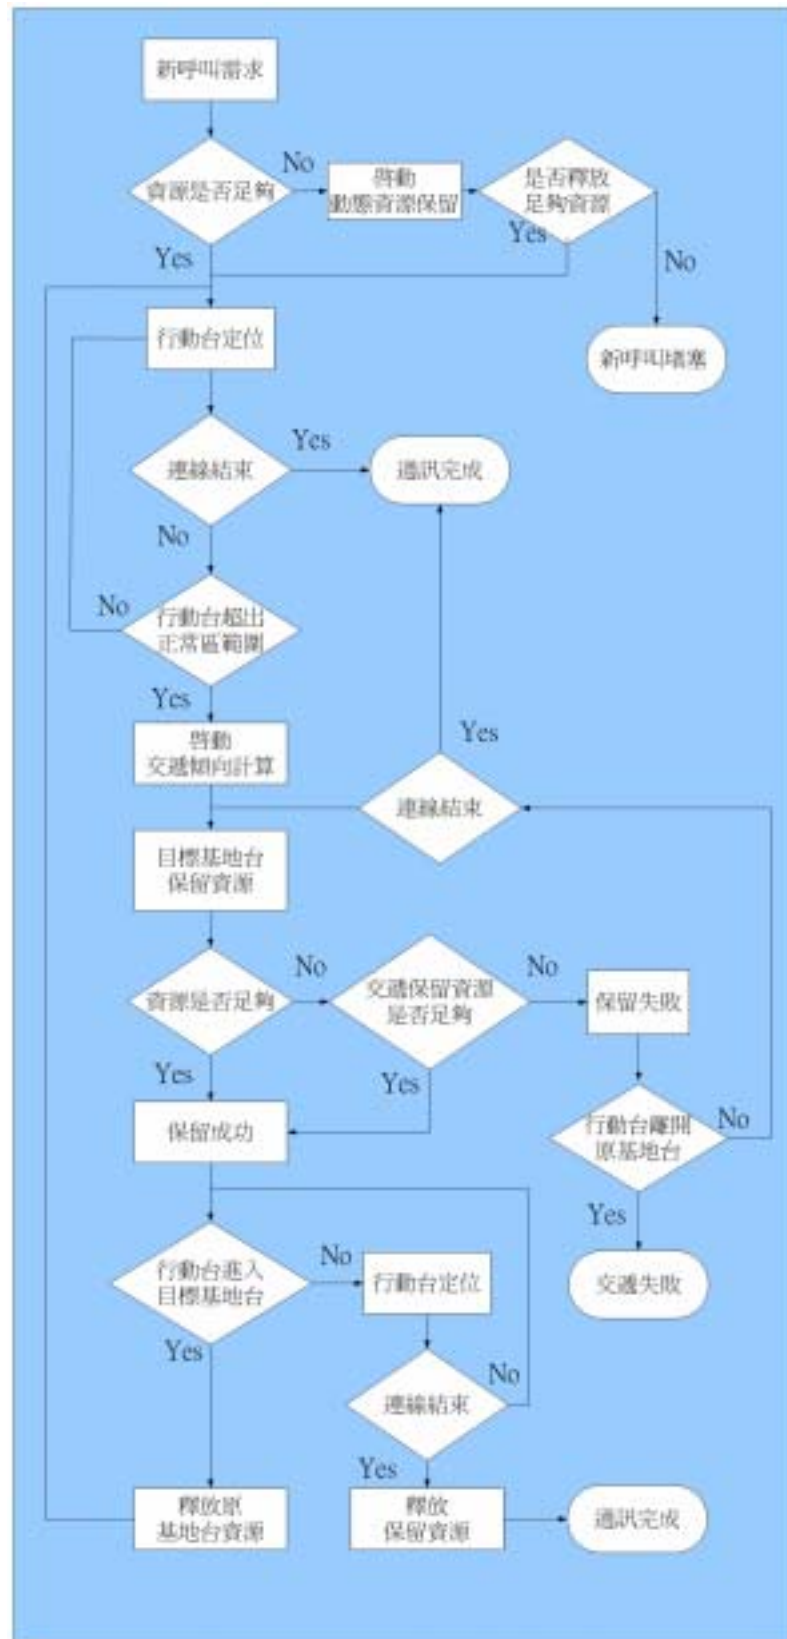 新呼叫需求
資源是否足夠
No
啓動
動態資源保留
是否釋放
足夠資源
Yes
Yes
No
行動台定位
新呼叫堵塞
連線結束
Yes
通訊完成
No
No
行動台超出
正常區範圍
Yes
啓動
交遞傾向計算
Yes
連線結束
目標基地台
保留資源
資源是否足夠
No
交遞保留資源
是否足夠
No
保留失敗
Yes
Yes
保留成功
行動台離開
原基地台
No
Yes
行動台進入
目標基地台
No
行動台定位
交遞失敗
Yes
連線結束
No
Yes
釋放原
基地台資源
釋放
保留資源
通訊完成